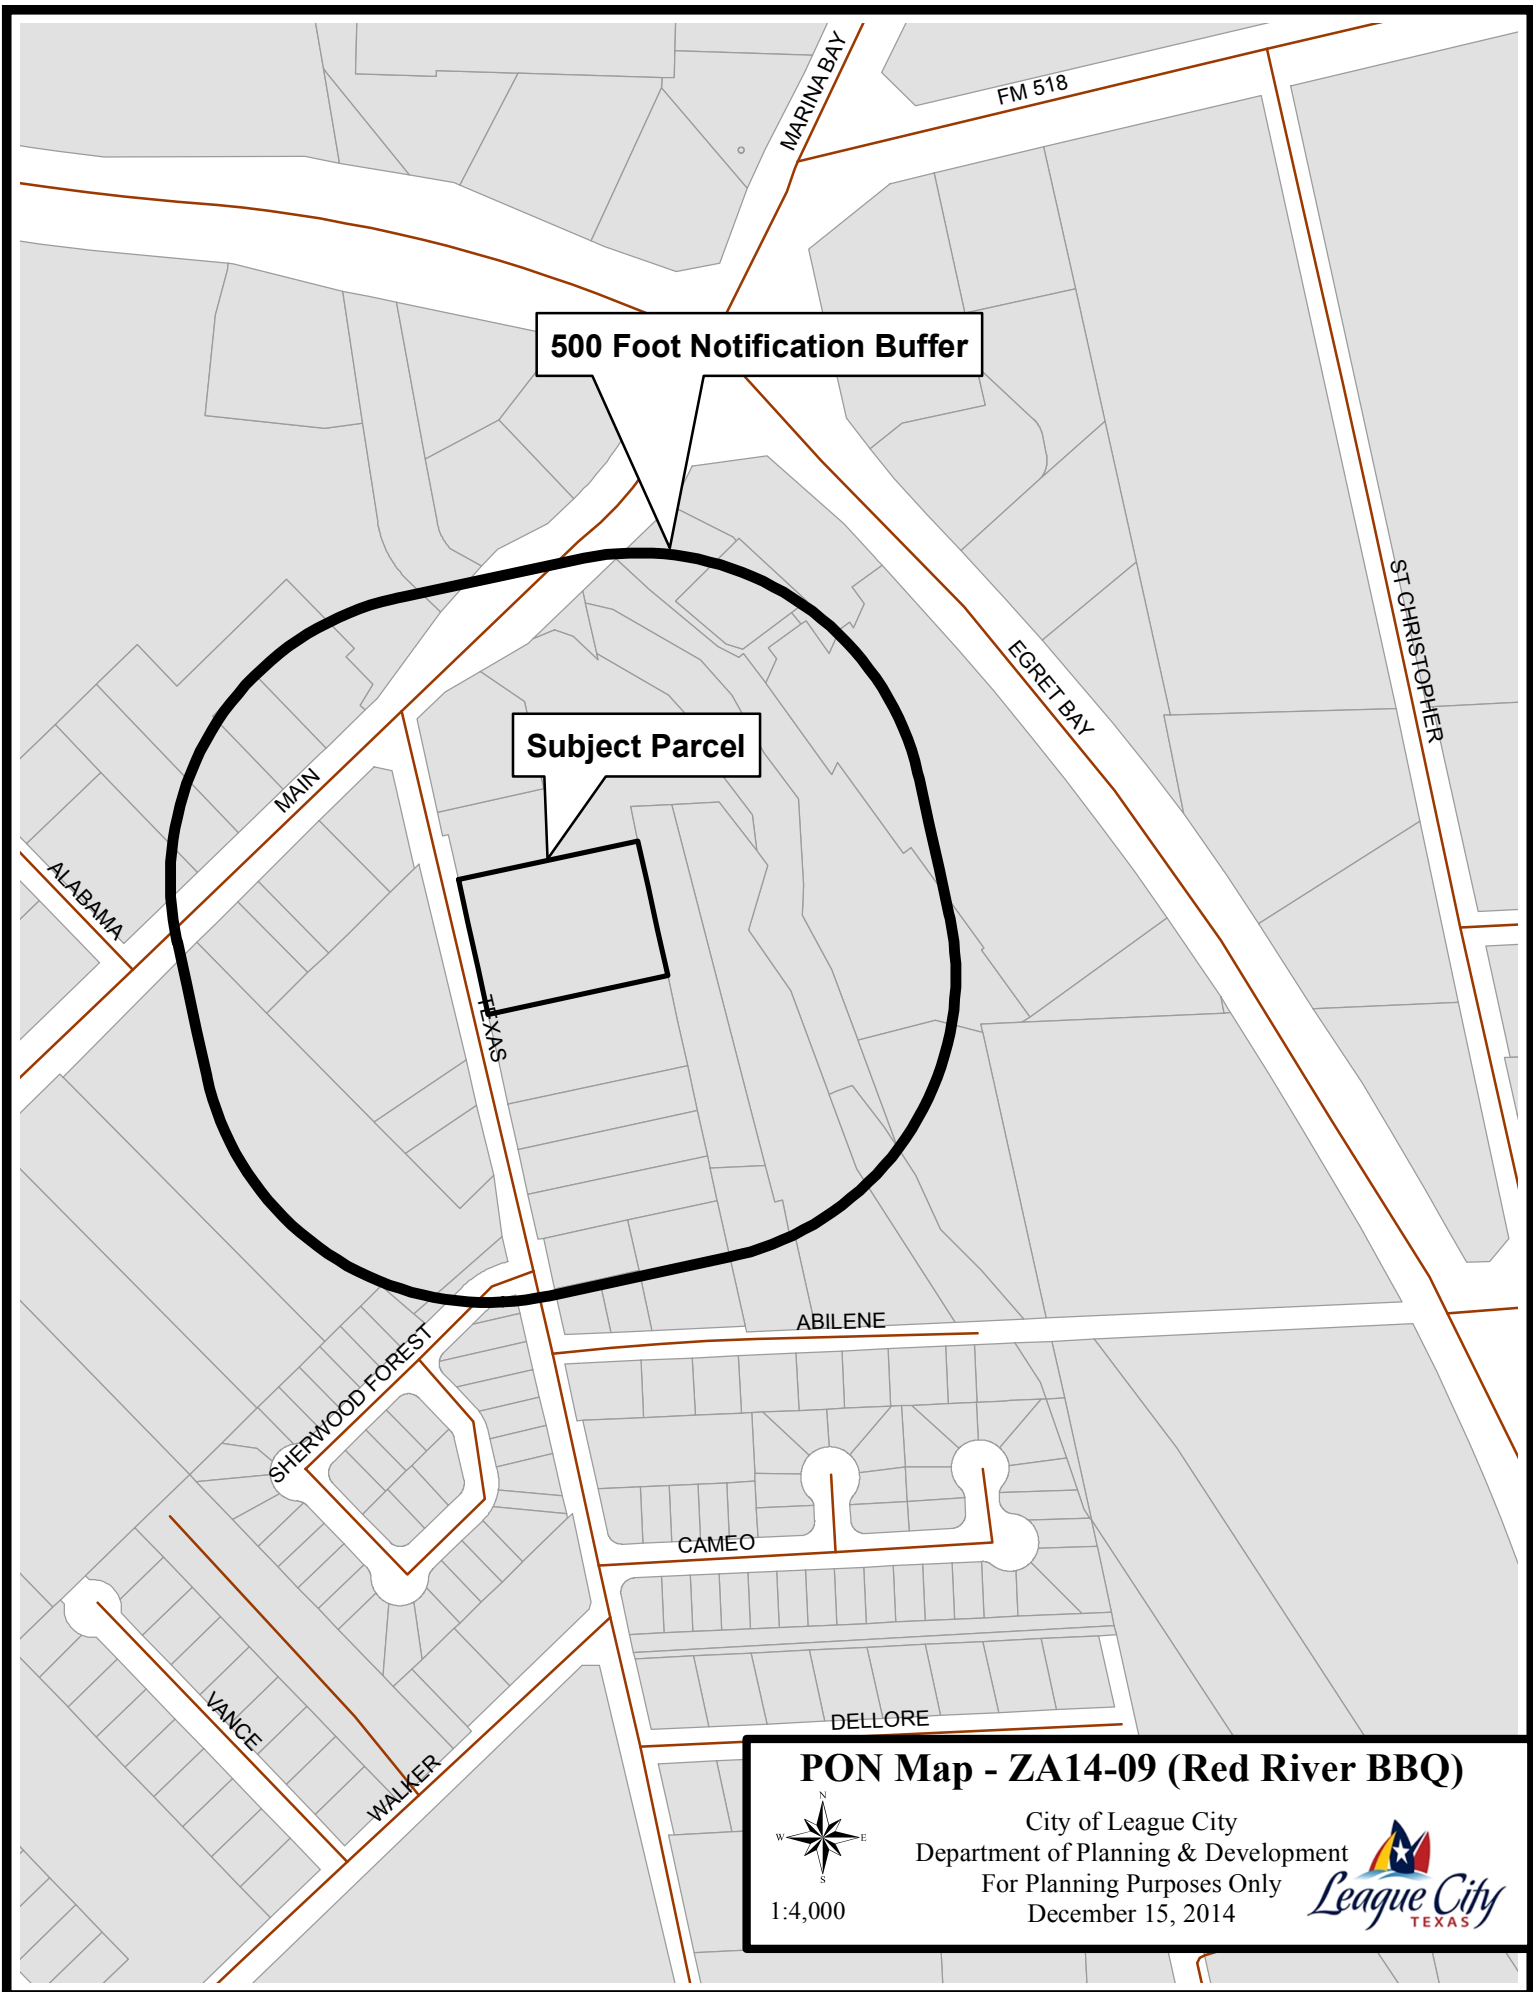 MARINA BAY
FM 518
500 Foot Notification Buffer
ST CHRISTOPHER
EGRET BAY
Subject Parcel
MAIN
ALABAMA
TEXAS
ABILENE
SHERWOOD FOREST
CAMEO
VANCE
DELLORE
WALKER
PON Map - ZA14-09 (Red River BBQ)
N
W
E
S
1:4,000
City of League City
Department of Planning & Development
For Planning Purposes Only
December 15, 2014
League City
TEXAS